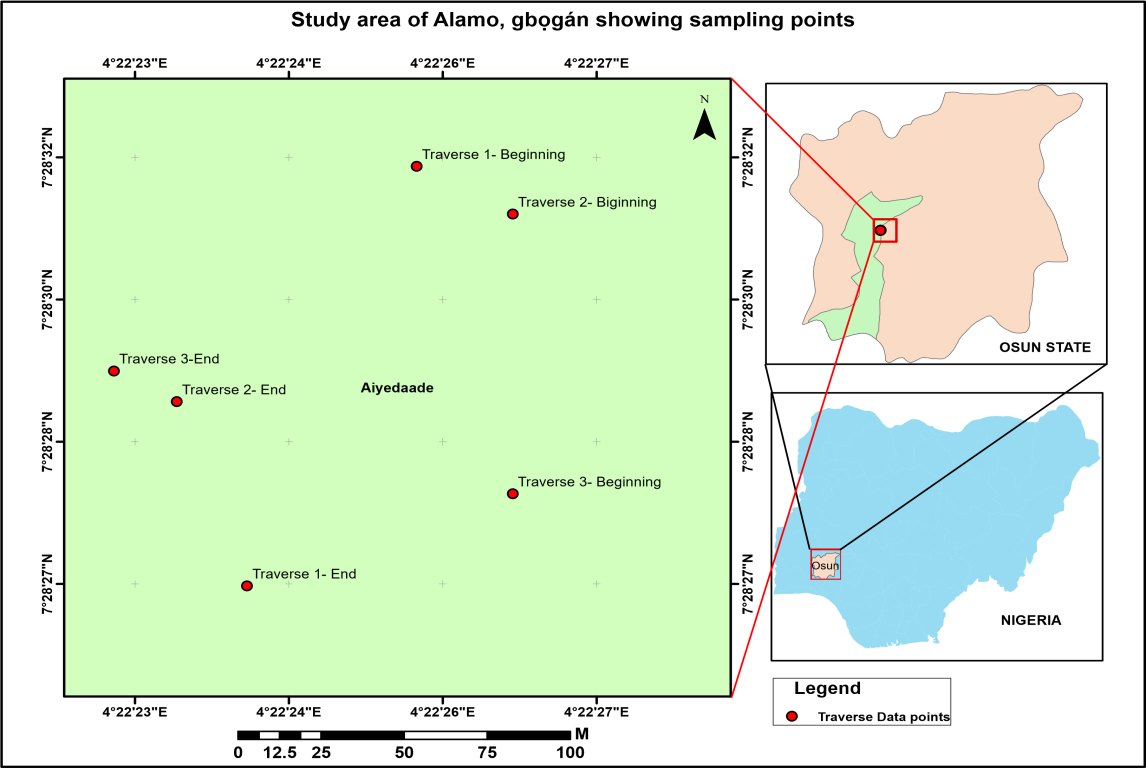 Study area of Alamo, gbọgán showing sampling points
4°22'23"E 4°22'24"E 4°22'26"E 4°22'27"E
N
7°28'32"N
7°28'32"N
Traverse 1- Beginning
Traverse 2- Biginning
7°28'30"N
7°28'30"N
Traverse 3-End
Traverse 2- End
Aiyedaade
7°28'28"N
7°28'28"N
Traverse 3- Beginning
Traverse 1- End
7°28'27"N
7°28'27"N
4°22'23"E 4°22'24"E 4°22'26"E 4°22'27"E
M
0 12.5 25 50 75 100
OSUN STATE
Osun
NIGERIA
Legend
Traverse Data points